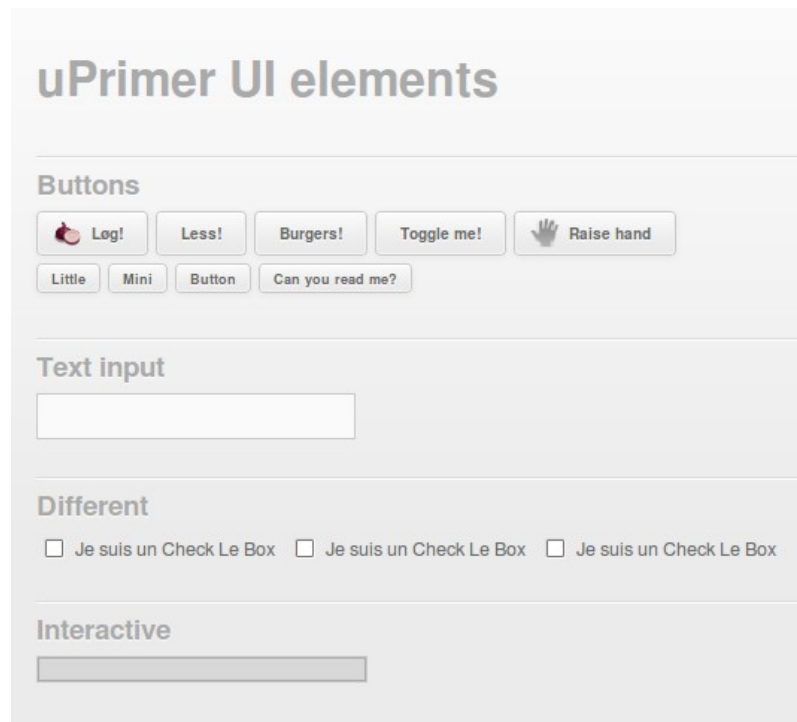 uPrimer UI elements
Buttons
Løg! Less! Burgers! Toggle me! Raise hand
Little Mini Button Can you read me?
Text input
Different
Je suis un Check Le Box Je suis un Check Le Box Je suis un Check Le Box
Interactive